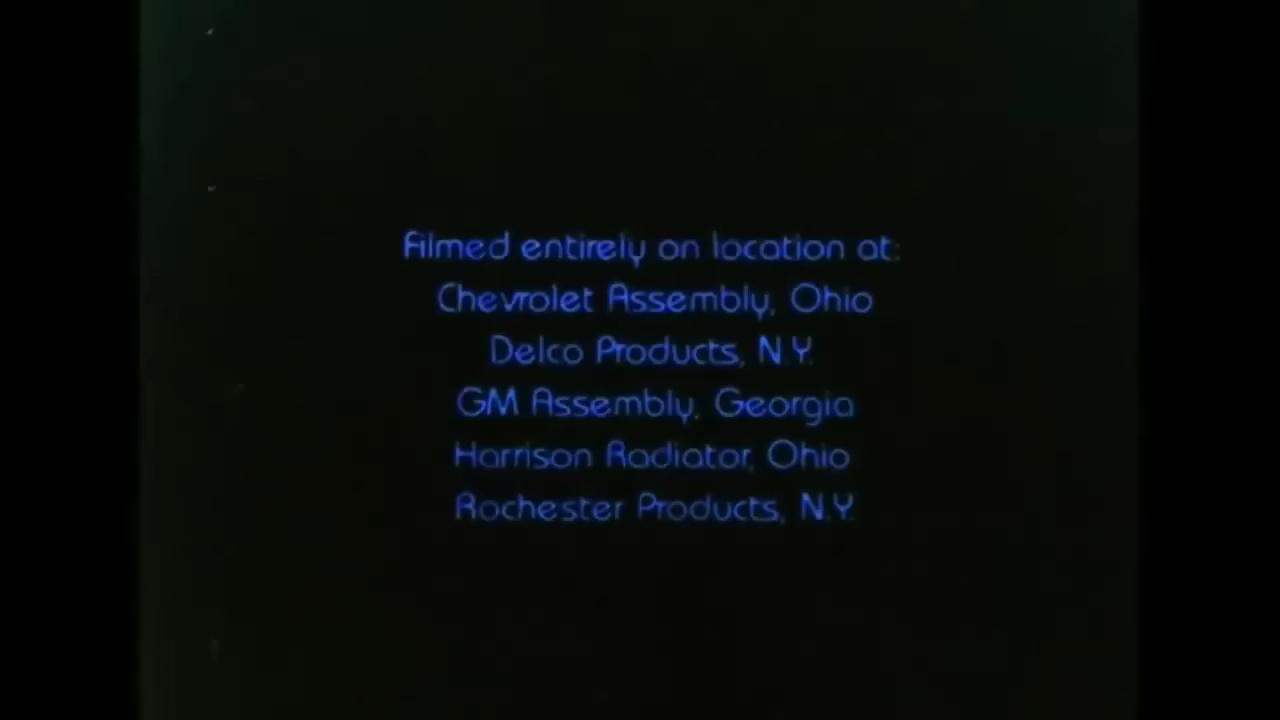 Filmed entirely on location at:
Chevrolet Assembly, Ohio
Delco Products, N.Y.
GM Assembly, Georgia
Harrison Radiator, Ohio
Rochester Products, N.Y.